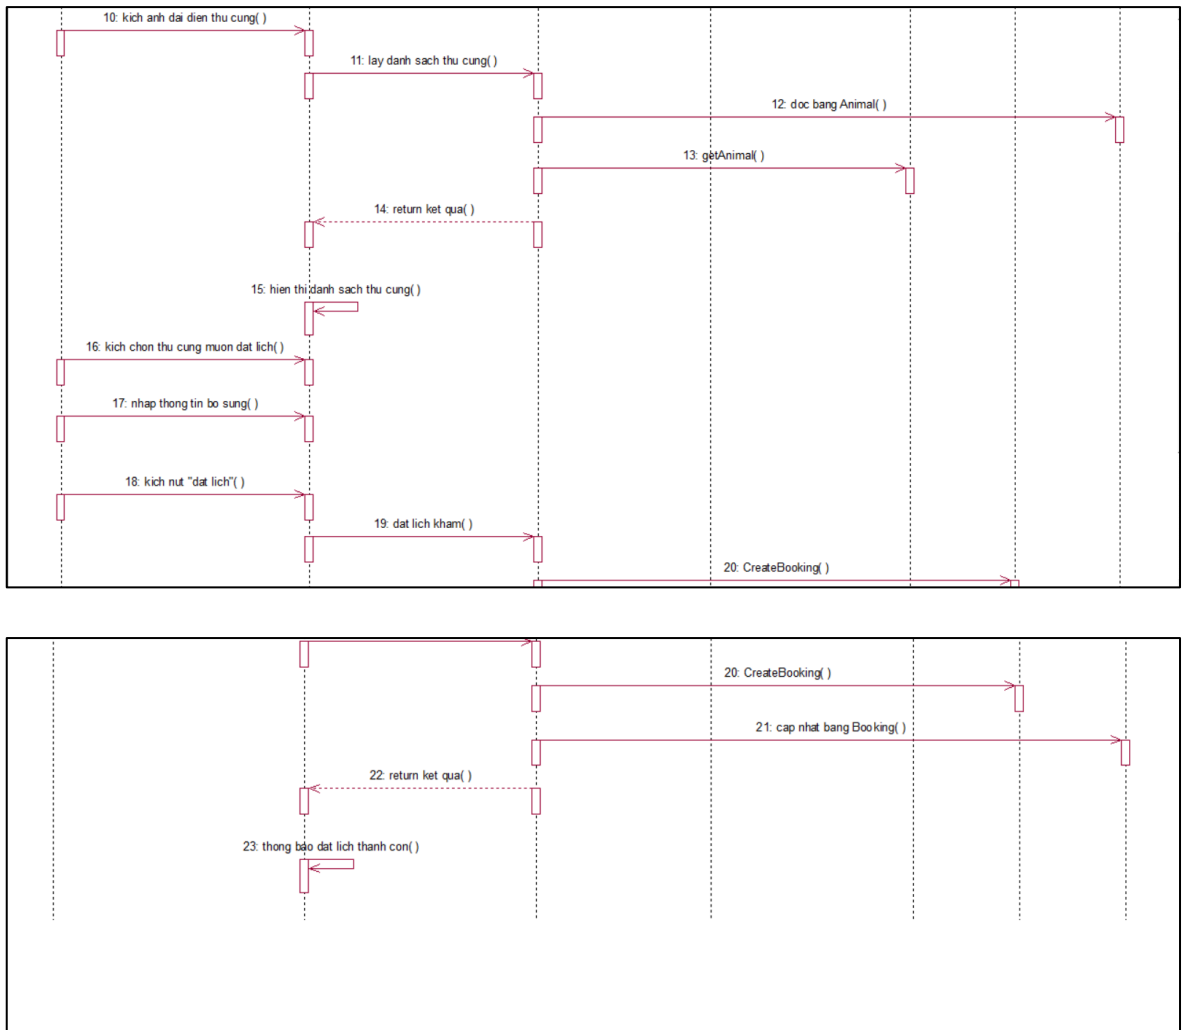 10: kich anh dai dien thu cung( )
11: lay danh sach thu cung( )
12: doc bang Animal( )
13: getAnimal( )
14: return ket qua( )
15: hien thi danh sach thu cung( )
16: kich chon thu cung muon dat lich( )
17: nhap thong tin bo sung( )
18: kich nut "dat lich"( )
19: dat lich kham( )
20: CreateBooking( )
20: CreateBooking( )
21: cap nhat bang Booking( )
22: return ket qua( )
23: thong bao dat lich thanh con( )